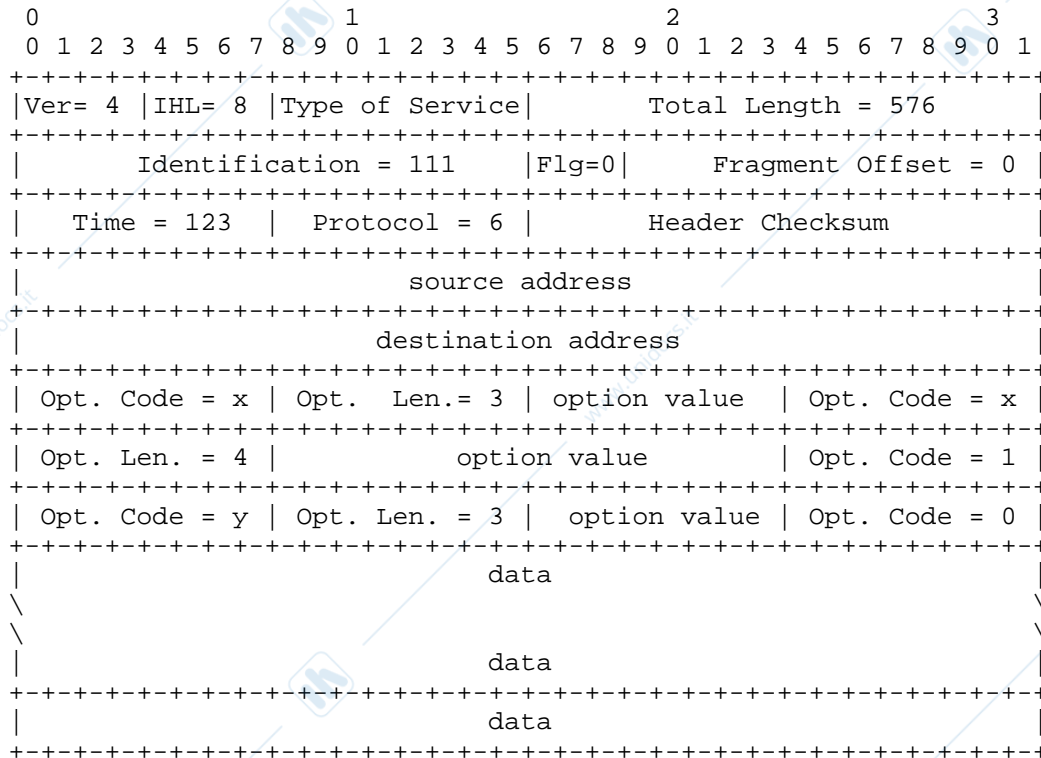 0                   1                   2                   3
0 1 2 3 4 5 6 7 8 9 0 1 2 3 4 5 6 7 8 9 0 1 2 3 4 5 6 7 8 9 0 1
+-+-+-+-+-+-+-+-+-+-+-+-+-+-+-+-+-+-+-+-+-+-+-+-+-+-+-+-+-+-+-+-+
|Ver= 4 |IHL= 8 |Type of Service|        Total Length = 576     |
+-+-+-+-+-+-+-+-+-+-+-+-+-+-+-+-+-+-+-+-+-+-+-+-+-+-+-+-+-+-+-+-+
|       Identification = 111    |Flg=0|     Fragment Offset = 0 |
+-+-+-+-+-+-+-+-+-+-+-+-+-+-+-+-+-+-+-+-+-+-+-+-+-+-+-+-+-+-+-+-+
|   Time = 123  |  Protocol = 6 |       Header Checksum         |
+-+-+-+-+-+-+-+-+-+-+-+-+-+-+-+-+-+-+-+-+-+-+-+-+-+-+-+-+-+-+-+-+
|                        source address                         |
+-+-+-+-+-+-+-+-+-+-+-+-+-+-+-+-+-+-+-+-+-+-+-+-+-+-+-+-+-+-+-+-+
|                      destination address                      |
+-+-+-+-+-+-+-+-+-+-+-+-+-+-+-+-+-+-+-+-+-+-+-+-+-+-+-+-+-+-+-+-+
| Opt. Code = x | Opt.  Len.= 3 | option value  | Opt. Code = x |
+-+-+-+-+-+-+-+-+-+-+-+-+-+-+-+-+-+-+-+-+-+-+-+-+-+-+-+-+-+-+-+-+
| Opt. Len. = 4 |           option value        | Opt. Code = 1 |
+-+-+-+-+-+-+-+-+-+-+-+-+-+-+-+-+-+-+-+-+-+-+-+-+-+-+-+-+-+-+-+-+
| Opt. Code = y | Opt. Len. = 3 |  option value | Opt. Code = 0 |
+-+-+-+-+-+-+-+-+-+-+-+-+-+-+-+-+-+-+-+-+-+-+-+-+-+-+-+-+-+-+-+-+
|                             data                              |
\                                                               \
\                                                               \
|                             data                              |
+-+-+-+-+-+-+-+-+-+-+-+-+-+-+-+-+-+-+-+-+-+-+-+-+-+-+-+-+-+-+-+-+
|                             data                              |
+-+-+-+-+-+-+-+-+-+-+-+-+-+-+-+-+-+-+-+-+-+-+-+-+-+-+-+-+-+-+-+-+